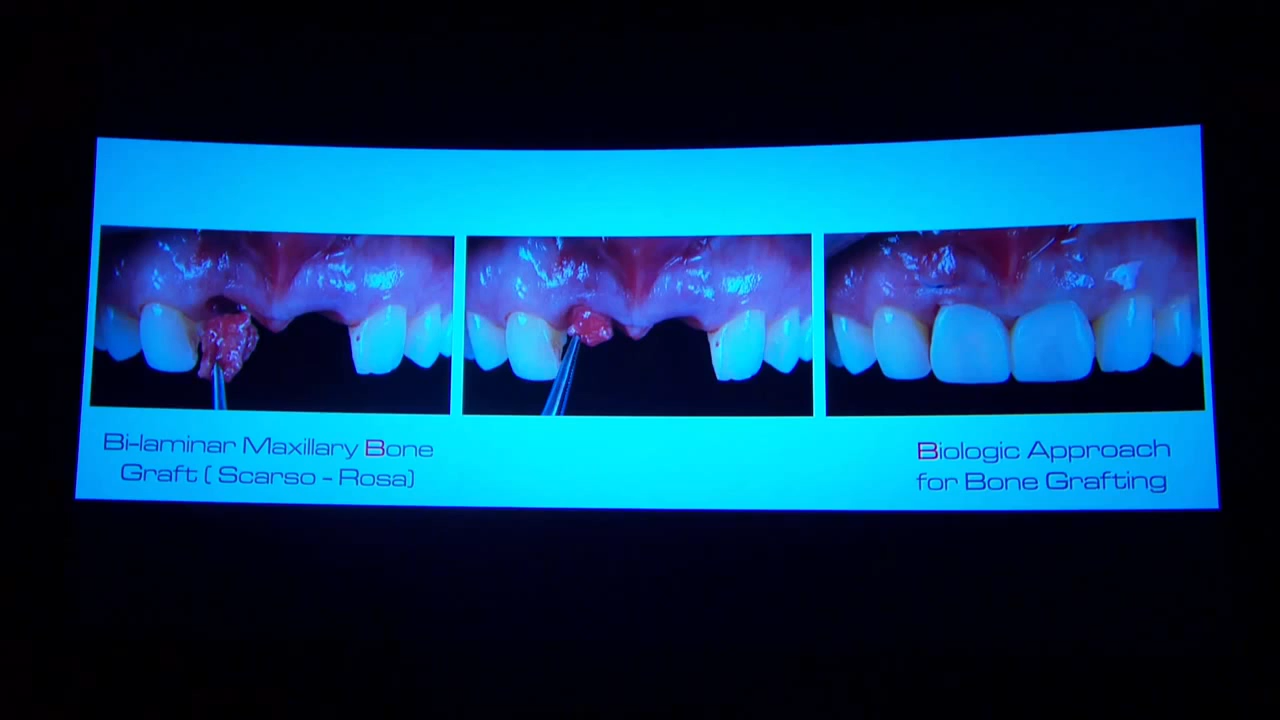 Bi-laminar Maxillary Bone
Graft ( Scarso - Rosa)
Biologic Approach
for Bone Grafting